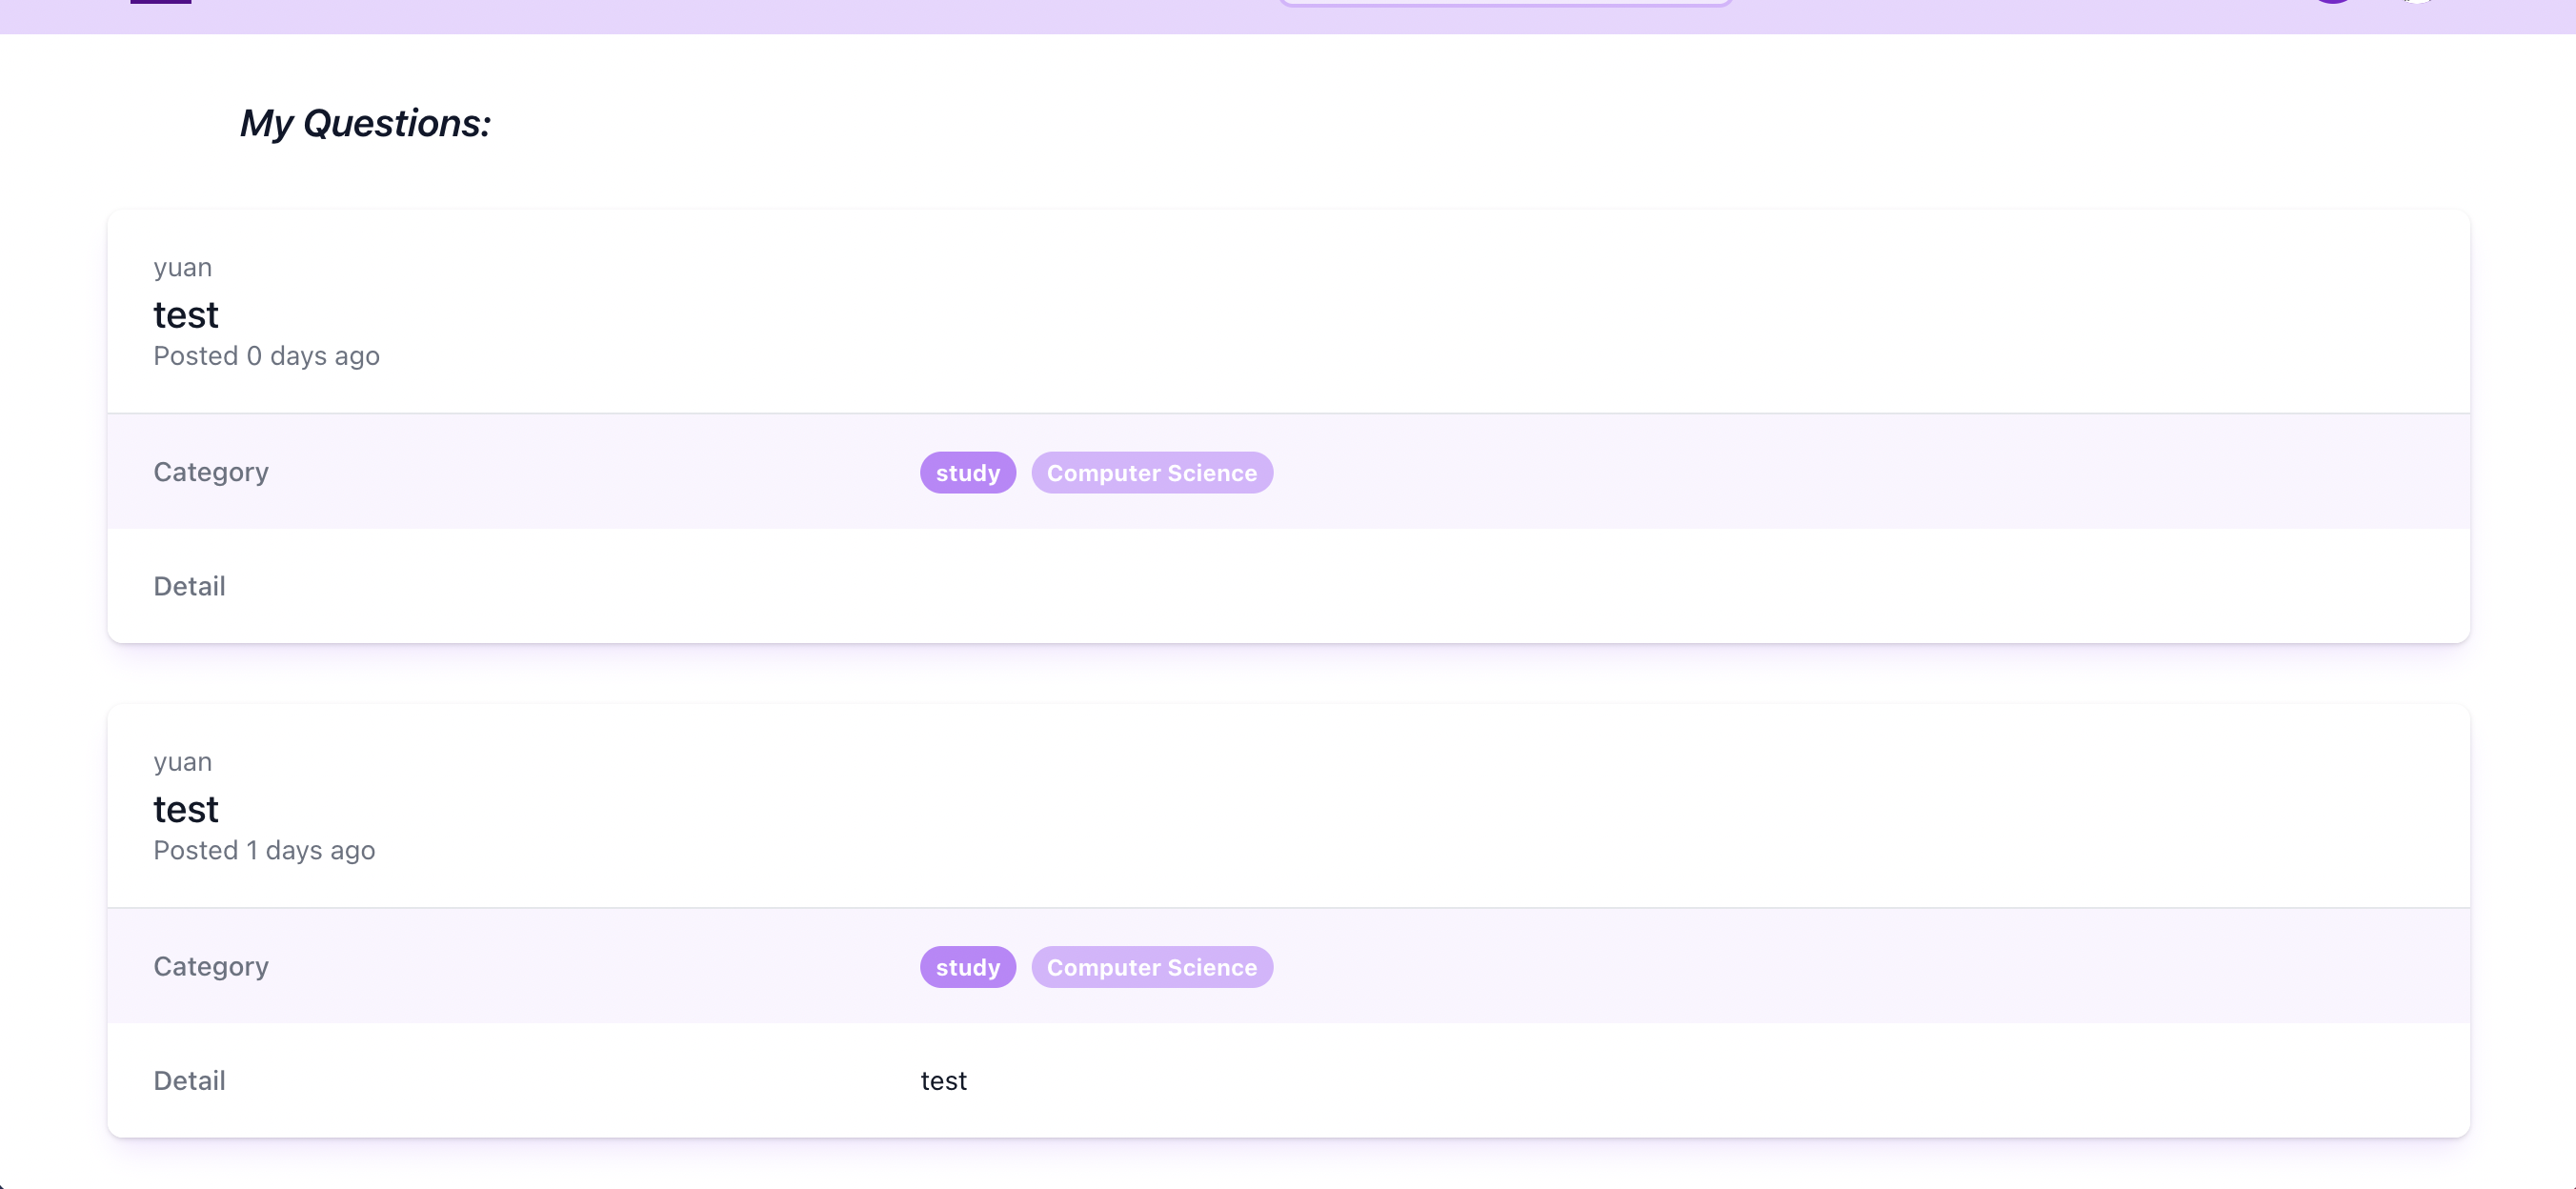 My Questions:
yuan
test
Posted 0 days ago
Category study Computer Science
Detail
yuan
test
Posted 1 days ago
Category study Computer Science
Detail test